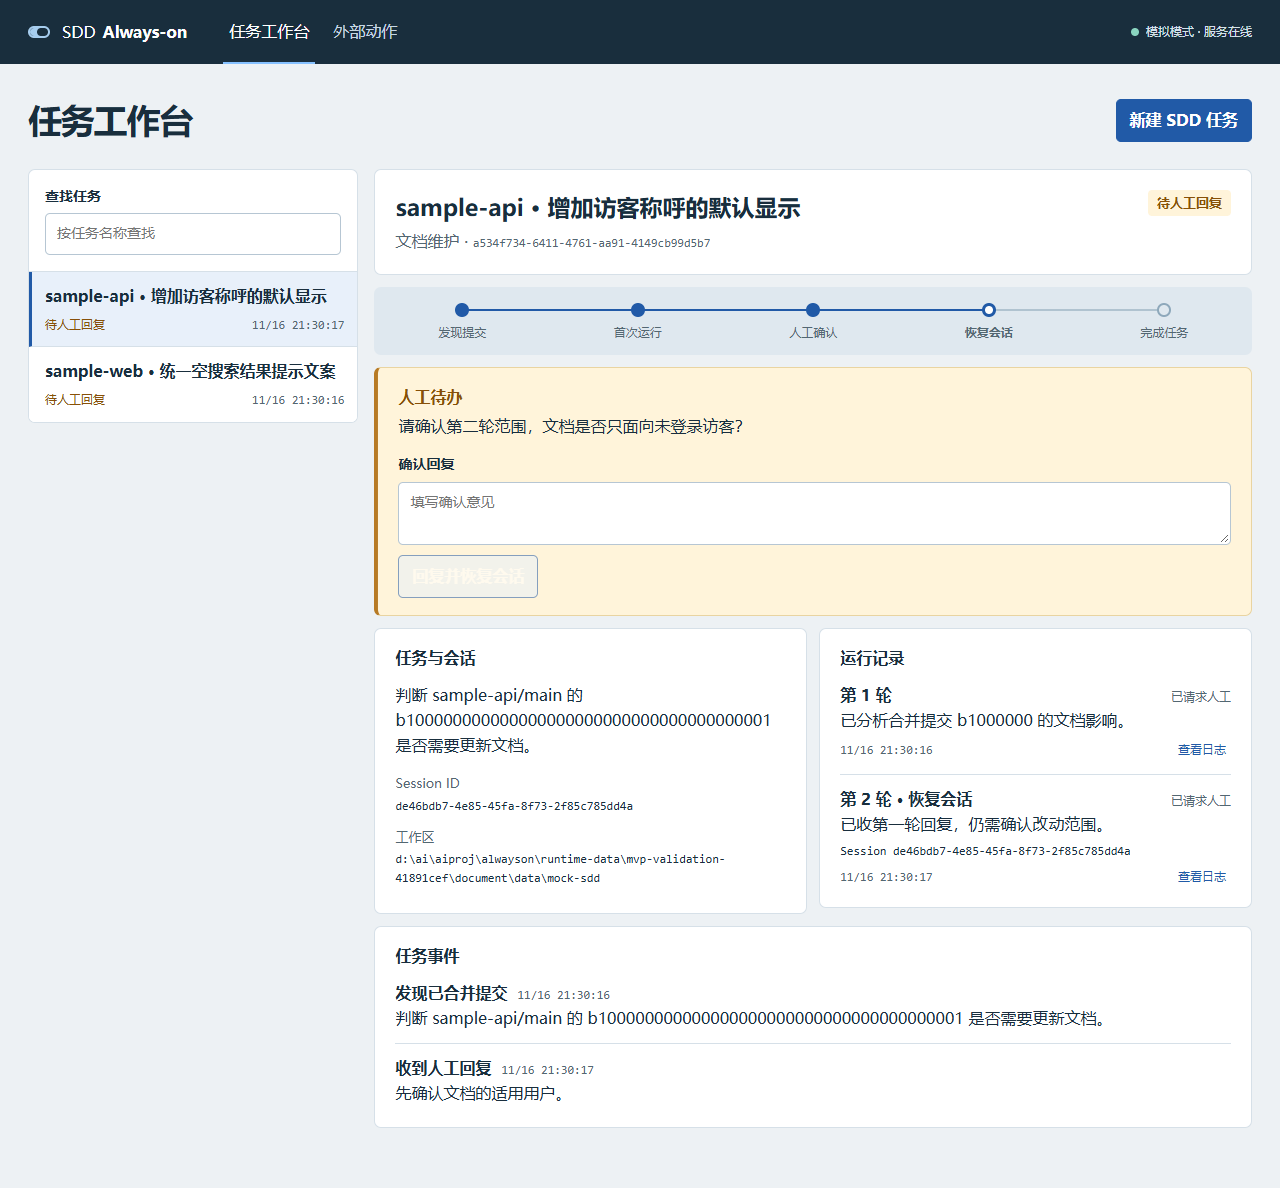 SDD Always-on
任务工作台
外部动作
模拟模式 · 服务在线
任务工作台
新建 SDD 任务
查找任务
按任务名称查找
sample-api • 增加访客称呼的默认显示
待人工回复
11/16 21:30:17
sample-web • 统一空搜索结果提示文案
待人工回复
11/16 21:30:16
sample-api • 增加访客称呼的默认显示
待人工回复
文档维护 · a534f734-6411-4761-aa91-4149cb99d5b7
发现提交
首次运行
人工确认
恢复会话
完成任务
人工待办
请确认第二轮范围，文档是否只面向未登录访客？
确认回复
填写确认意见
回复并恢复会话
任务与会话
判断 sample-api/main 的
b100000000000000000000000000000000000001
是否需要更新文档。
Session ID
de46bdb7-4e85-45fa-8f73-2f85c785dd4a
工作区
d:\ai\aiproj\alwayson\runtime-data\mvp-validation-
41891cef\document\data\mock-sdd
运行记录
第 1 轮
已请求人工
已分析合并提交 b1000000 的文档影响。
11/16 21:30:16
查看日志
第 2 轮 • 恢复会话
已请求人工
已收第一轮回复，仍需确认改动范围。
Session de46bdb7-4e85-45fa-8f73-2f85c785dd4a
11/16 21:30:17
查看日志
任务事件
发现已合并提交 11/16 21:30:16
判断 sample-api/main 的 b100000000000000000000000000000000000001 是否需要更新文档。
收到人工回复 11/16 21:30:17
先确认文档的适用用户。